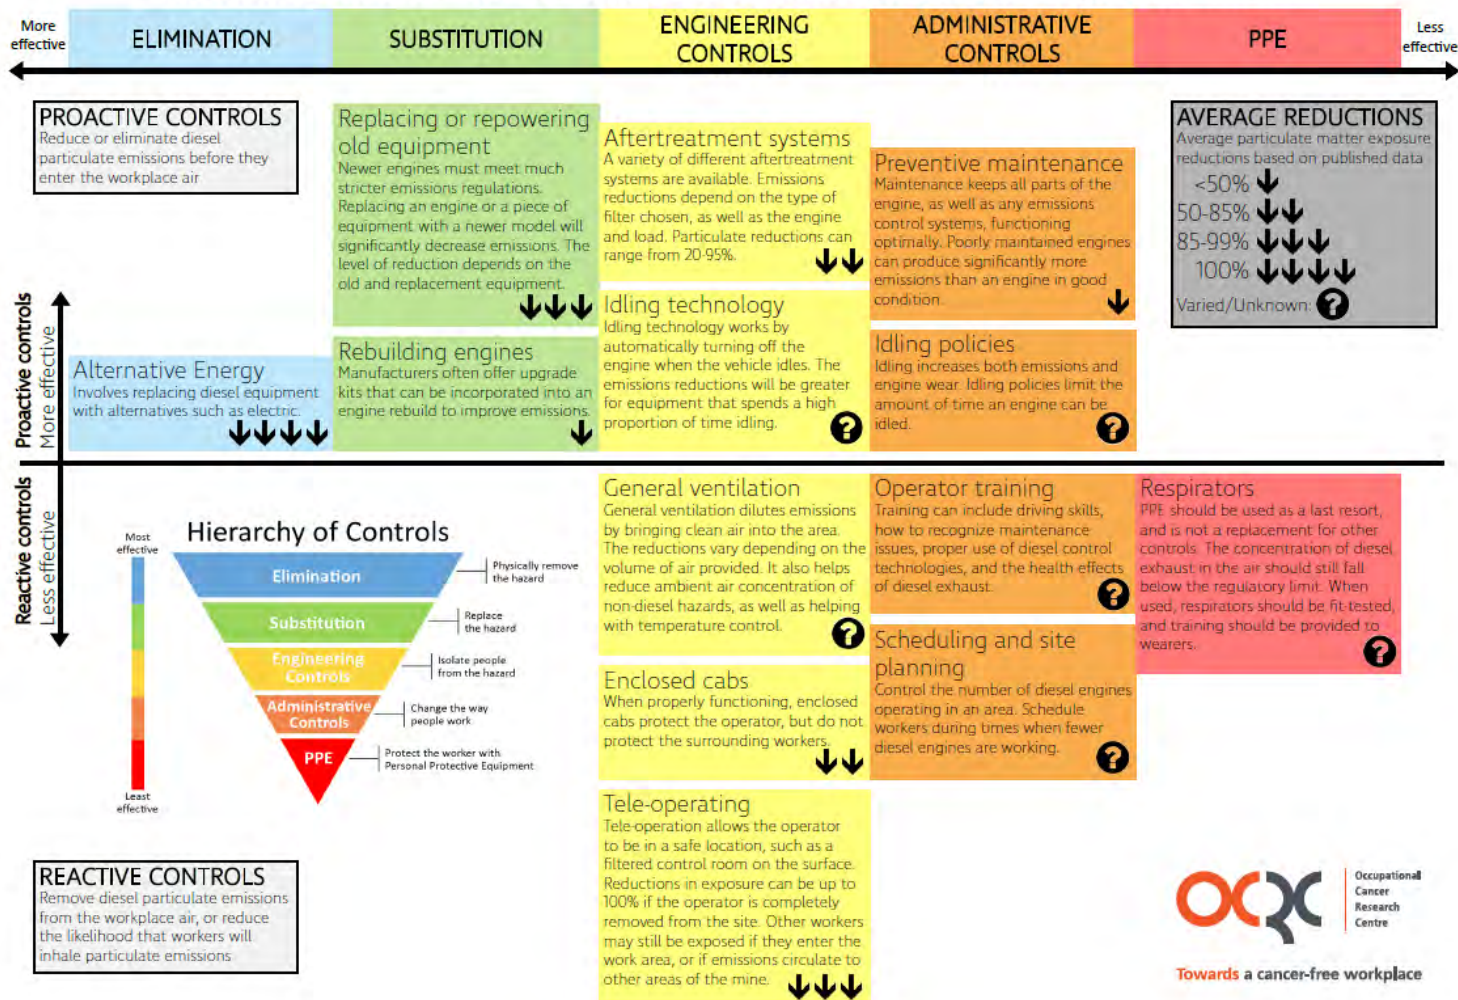 More
effective
ELIMINATION
SUBSTITUTION
ENGINEERING
CONTROLS
ADMINISTRATIVE
CONTROLS
PPE
Less
effective
PROACTIVE CONTROLS
Reduce or eliminate diesel
particulate emissions before they
enter the workplace air
Replacing or repowering
old equipment
Newer engines must meet much
stricter emissions regulations.
Replacing an engine or a piece of
equipment with a newer model will
significantly decrease emissions. The
level of reduction depends on the
old and replacement equipment.
Aftertreatment systems
A variety of different aftertreatment
systems are available. Emissions
reductions depend on the type of
filter chosen, as well as the engine
and load. Particulate reductions can
range from 20-95%.
Preventive maintenance
Maintenance keeps all parts of the
engine, as well as any emissions
control systems, functioning
optimally. Poorly maintained engines
can produce significantly more
emissions than an engine in good
condition.
AVERAGE REDUCTIONS
Average particulate matter exposure
reductions based on published data
<50%
50-85%
85-99%
100%
Varied/Unknown: ?
Proactive controls
More effective
Alternative Energy
Involves replacing diesel equipment
with alternatives such as electric.
Rebuilding engines
Manufacturers often offer upgrade
kits that can be incorporated into an
engine rebuild to improve emissions.
Idling technology
Idling technology works by
automatically turning off the
engine when the vehicle idles. The
emissions reductions will be greater
for equipment that spends a high
proportion of time idling.
?
Idling policies
Idling increases both emissions and
engine wear. Idling policies limit the
amount of time an engine can be
idled.
?
Reactive controls
Less effective
Hierarchy of Controls
Most
effective
Elimination
Physically remove
the hazard
Substitution
Replace
the hazard
Engineering
Controls
Isolate people
from the hazard
Administrative
Controls
Change the way
people work
PPE
Protect the worker with
Personal Protective Equipment
Least
effective
General ventilation
General ventilation dilutes emissions
by bringing clean air into the area.
The reductions vary depending on the
volume of air provided. It also helps
reduce ambient air concentration of
non-diesel hazards, as well as helping
with temperature control.
?
Operator training
Training can include driving skills,
how to recognize maintenance
issues, proper use of diesel control
technologies, and the health effects
of diesel exhaust.
?
Respirators
PPE should be used as a last resort,
and is not a replacement for other
controls. The concentration of diesel
exhaust in the air should still fall
below the regulatory limit. When
used, respirators should be fit-tested,
and training should be provided to
wearers.
?
Enclosed cabs
When properly functioning, enclosed
cabs protect the operator, but do not
protect the surrounding workers.
Scheduling and site
planning
Control the number of diesel engines
operating in an area. Schedule
workers during times when fewer
diesel engines are working.
?
Tele-operating
Tele-operation allows the operator
to be in a safe location, such as a
filtered control room on the surface.
Reductions in exposure can be up to
100% if the operator is completely
removed from the site. Other workers
may still be exposed if they enter the
work area, or if emissions circulate to
other areas of the mine.
REACTIVE CONTROLS
Remove diesel particulate emissions
from the workplace air, or reduce
the likelihood that workers will
inhale particulate emissions
OCRC
Occupational
Cancer
Research
Centre
Towards a cancer-free workplace